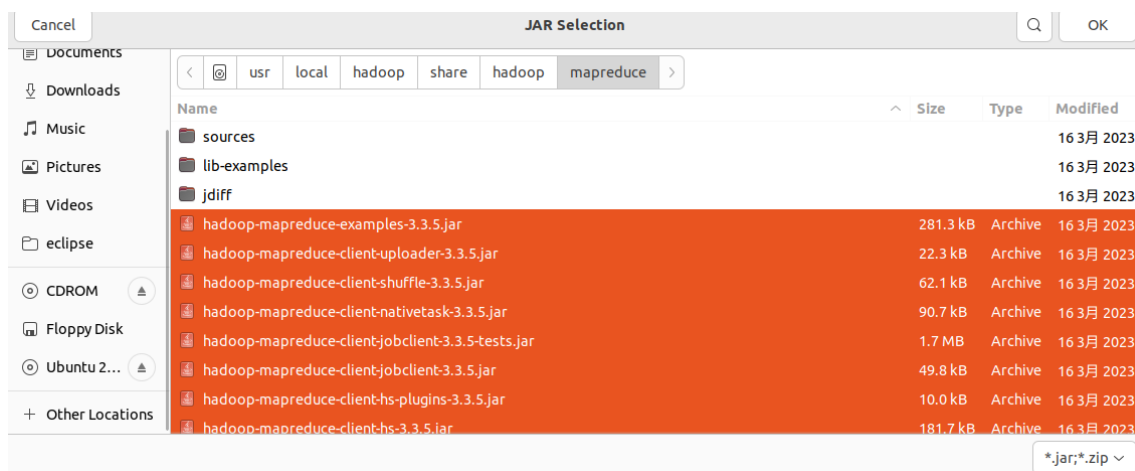 Cancel JAR Selection OK
Documents
Downloads
Music
Pictures
Videos
eclipse
CDROM
Floppy Disk
Ubuntu 2...
+ Other Locations
usr local hadoop share hadoop mapreduce
Name Size Type Modified
sources 16 3月 2023
lib-examples 16 3月 2023
jdiff 16 3月 2023
hadoop-mapreduce-examples-3.3.5.jar 281.3 kB Archive 16 3月 2023
hadoop-mapreduce-client-uploader-3.3.5.jar 22.3 kB Archive 16 3月 2023
hadoop-mapreduce-client-shuffle-3.3.5.jar 62.1 kB Archive 16 3月 2023
hadoop-mapreduce-client-nativetask-3.3.5.jar 90.7 kB Archive 16 3月 2023
hadoop-mapreduce-client-jobclient-3.3.5-tests.jar 1.7 MB Archive 16 3月 2023
hadoop-mapreduce-client-jobclient-3.3.5.jar 49.8 kB Archive 16 3月 2023
hadoop-mapreduce-client-hs-plugins-3.3.5.jar 10.0 kB Archive 16 3月 2023
hadoop-mapreduce-client-hs-3.3.5.jar 181.7 kB Archive 16 3月 2023
*.jar;*.zip